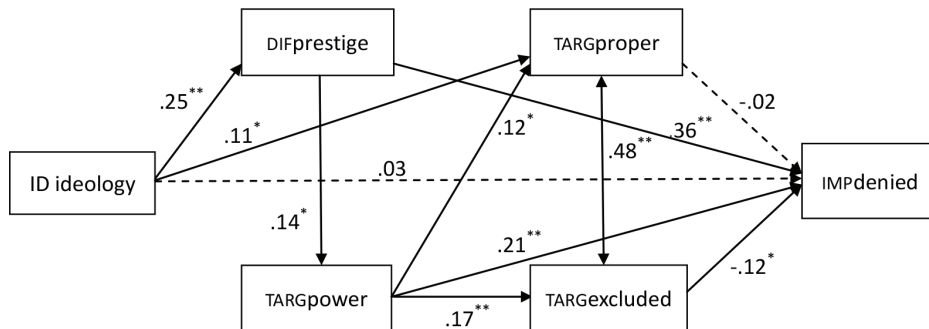 DIFprestige
TARGproper
.25**
.11*
.12*
-.02
.36**
.48**
ID ideology
.03
IMPdenied
.14*
.21**
-.12*
TARGpower
.17**
TARGexcluded